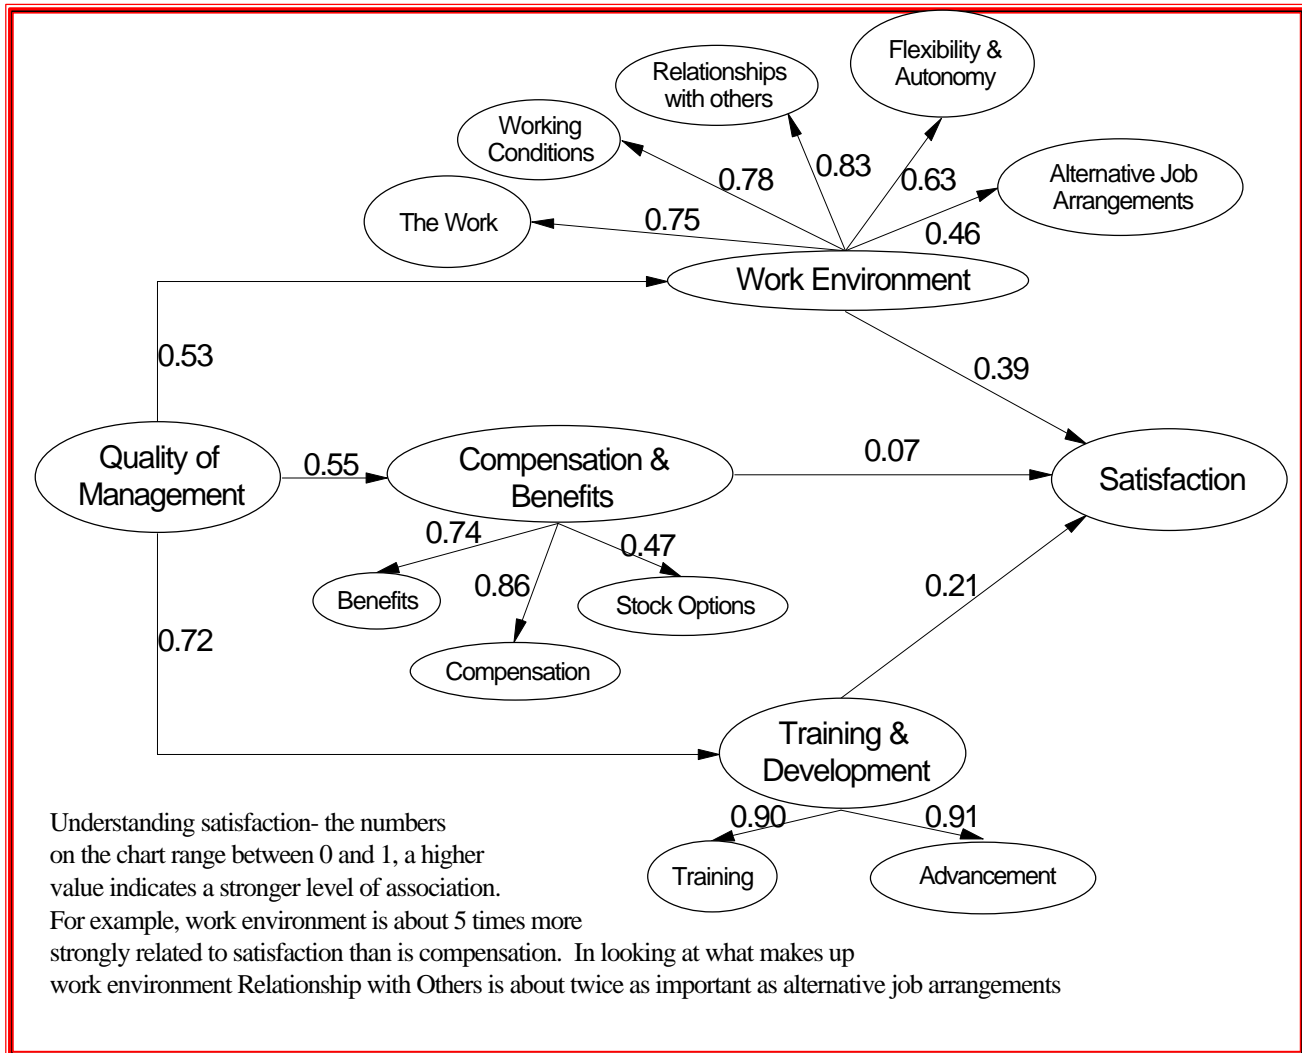 Flexibility &
Autonomy
Relationships
with others
Working
Conditions
0.83
0.63
Alternative Job
Arrangements
0.78
The Work
0.75
0.46
Work Environment
0.53
0.39
Quality of
Management
0.55
Compensation &
Benefits
0.07
Satisfaction
0.74
0.47
0.86
Benefits
Stock Options
0.21
0.72
Compensation
Training &
Development
0.90
0.91
Training
Advancement
Understanding satisfaction- the numbers
on the chart range between 0 and 1, a higher
value indicates a stronger level of association.
For example, work environment is about 5 times more
strongly related to satisfaction than is compensation. In looking at what makes up
work environment Relationship with Others is about twice as important as alternative job arrangements